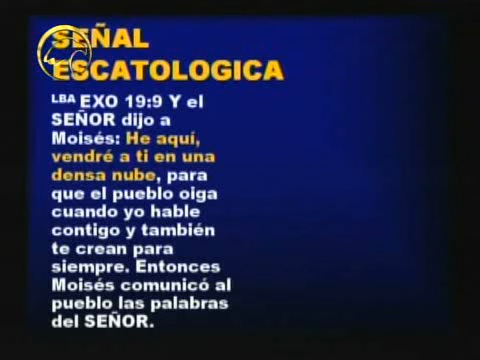 SEÑAL
ESCATOLOGICA
LBA EXO 19:9 Y el
SEÑOR dijo a
Moisés: He aquí,
vendré a ti en una
densa nube, para
que el pueblo oiga
cuando yo hable
contigo y también
te crean para
siempre. Entonces
Moisés comunicó al
pueblo las palabras
del SEÑOR.